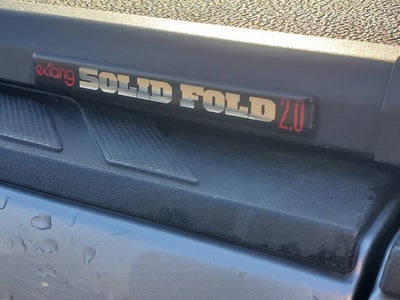 extang SOLID FOLD 2.0